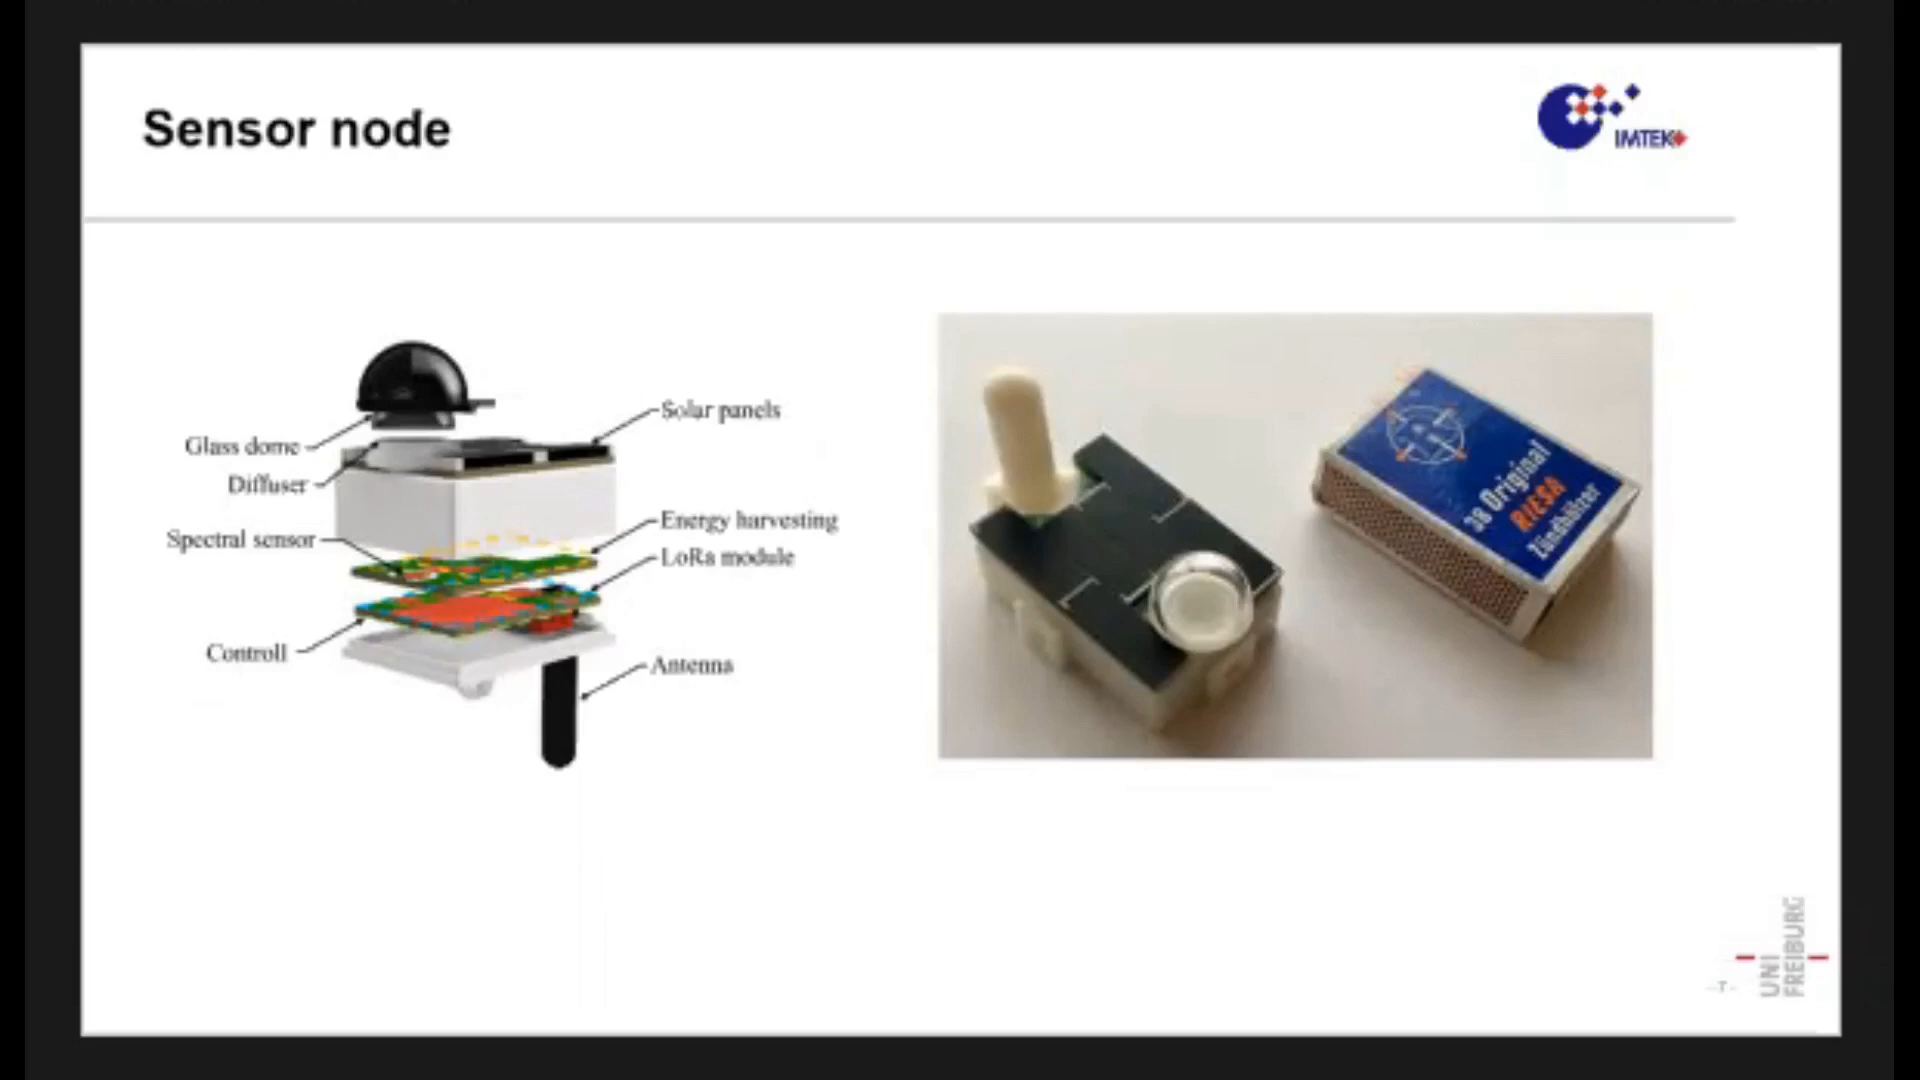 Sensor node
IMTEK
Solar panels
Glass dome
Diffuser
Energy harvesting
Spectral sensor
LoRa module
Controll
Antenna
38 Original
RIESA
Zündhölzer
- 7 -
UNI
FREIBURG